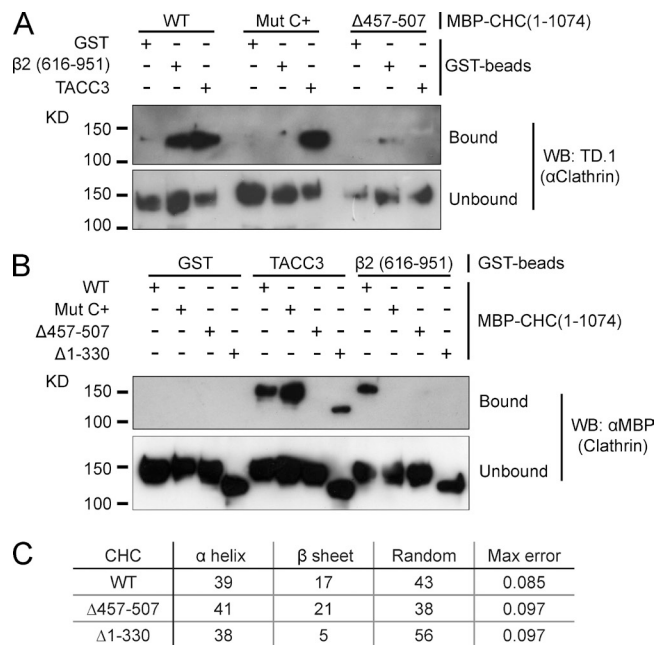 A
WT Mut C+ Δ457-507 MBP-CHC(1-1074)
GST + – – + – – + – –
β2 (616-951) – + – – + – – + – GST-beads
TACC3 – – + – – + – – +
KD
150
100
Bound
150
100
Unbound
WB: TD.1
(αClathrin)
B
GST TACC3 β2 (616-951) GST-beads
WT + – – – + – – – + – – –
Mut C+ – + – – – + – – – + – –
Δ457-507 – – + – – – + – – – + –
Δ1-330 – – – + – – – + – – – +
MBP-CHC(1-1074)
KD
150
100
Bound
150
100
Unbound
WB: αMBP
(Clathrin)
C
CHC α helix β sheet Random Max error
WT 39 17 43 0.085
Δ457-507 41 21 38 0.097
Δ1-330 38 5 56 0.097